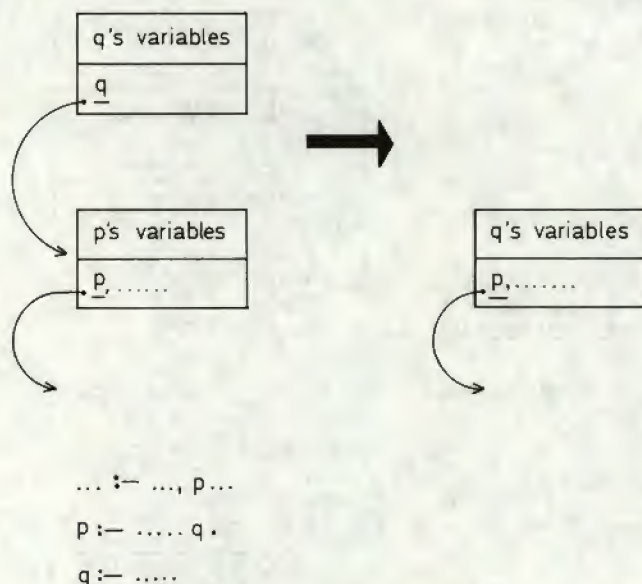 q's variables
q
p's variables
p, ......
q's variables
p, .......
... :– ..., p ...
p :– ..... q .
q :– .....